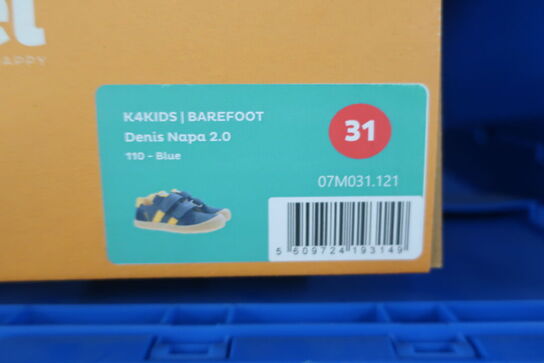 K4KIDS | BAREFOOT
Denis Napa 2.0
110 - Blue
31
07M031.121
5 609724 193149